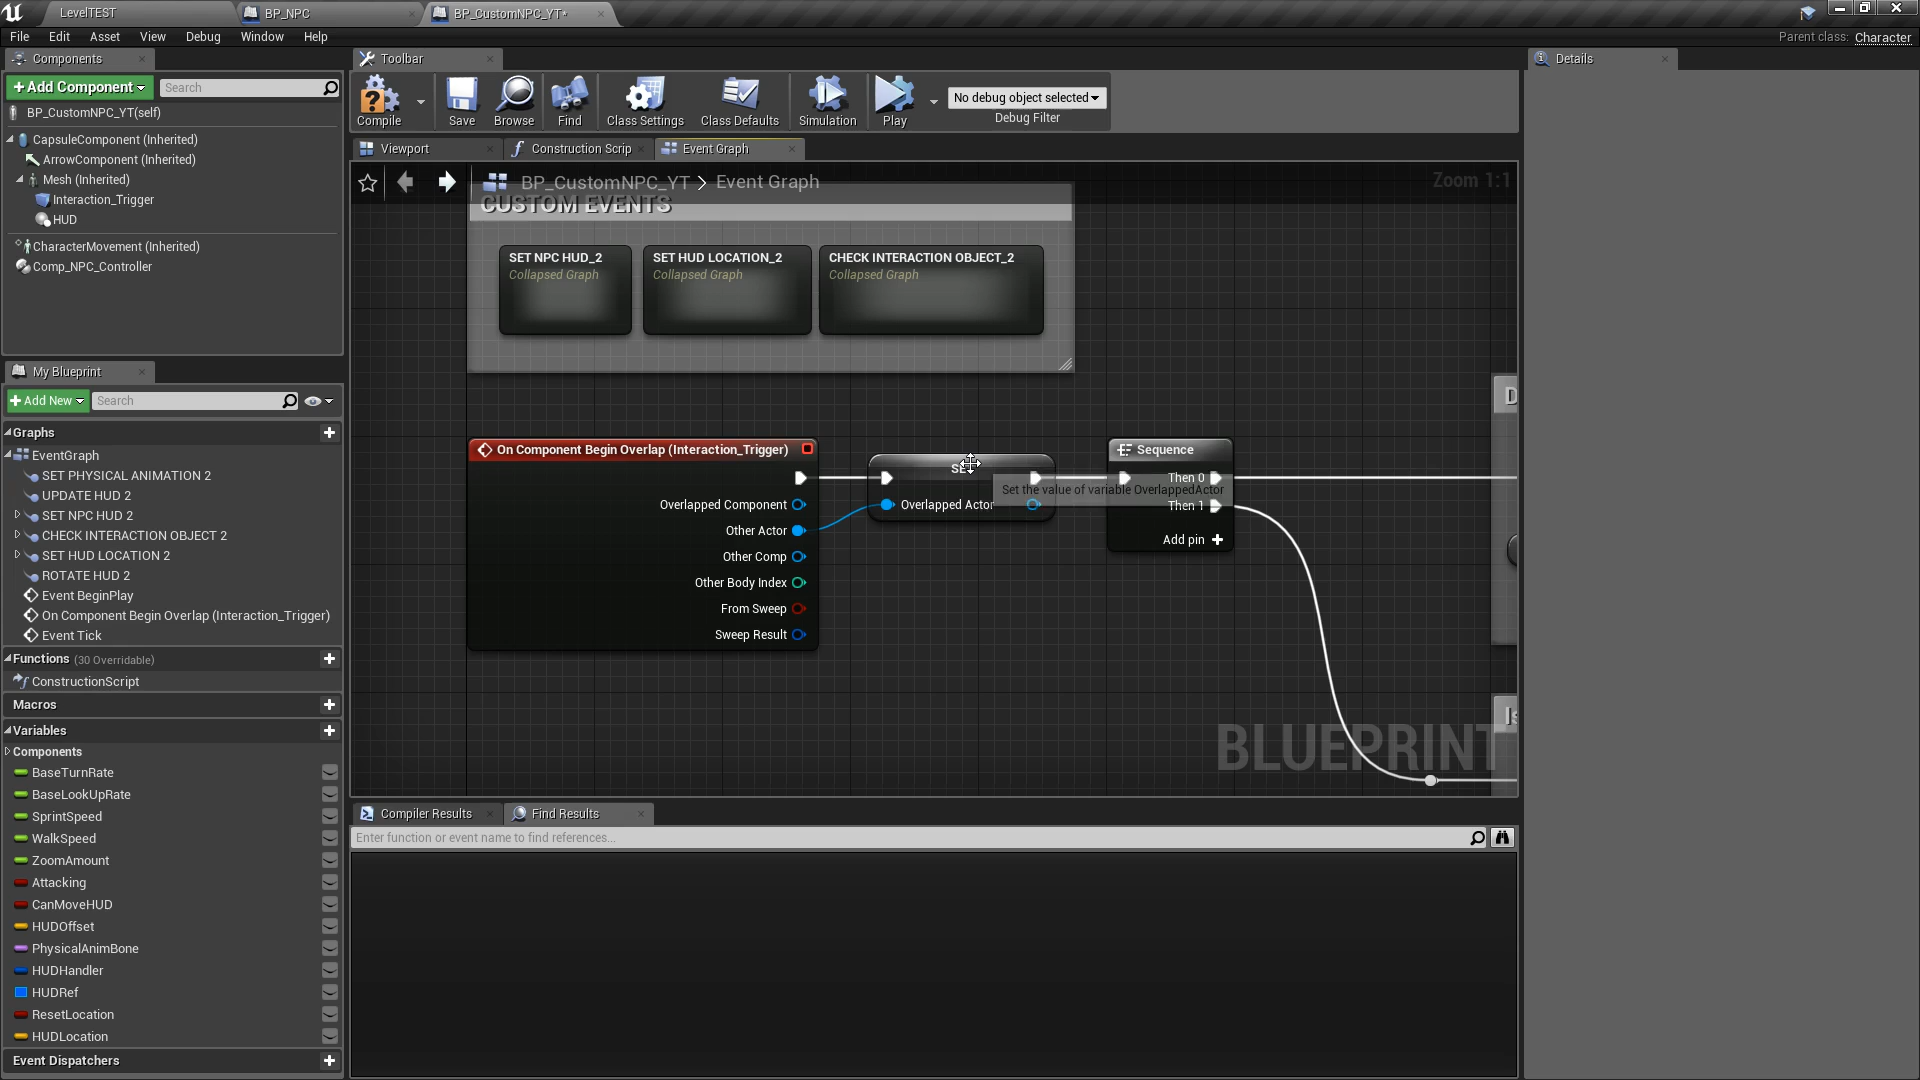 LevelTEST
BP_NPC
BP_CustomNPC_YT*
File Edit Asset View Debug Window Help
Parent class: Character
Components
Toolbar
Details
+ Add Component
Search
BP_CustomNPC_YT(self)
CapsuleComponent (Inherited)
ArrowComponent (Inherited)
Mesh (Inherited)
Interaction_Trigger
HUD
CharacterMovement (Inherited)
Comp_NPC_Controller
Compile
Save
Browse
Find
Class Settings
Class Defaults
Simulation
Play
No debug object selected
Debug Filter
Viewport
Construction Scrip
Event Graph
BP_CustomNPC_YT > Event Graph
Zoom 1:1
CUSTOM EVENTS
SET NPC HUD_2
Collapsed Graph
SET HUD LOCATION_2
Collapsed Graph
CHECK INTERACTION OBJECT_2
Collapsed Graph
On Component Begin Overlap (Interaction_Trigger)
Overlapped Component
Other Actor
Other Comp
Other Body Index
From Sweep
Sweep Result
Overlapped Actor
Set the value of variable OverlappedActor
Sequence
Then 0
Then 1
Add pin +
D
Is
BLUEPRINT
My Blueprint
+ Add New
Search
Graphs
EventGraph
SET PHYSICAL ANIMATION 2
UPDATE HUD 2
SET NPC HUD 2
CHECK INTERACTION OBJECT 2
SET HUD LOCATION 2
ROTATE HUD 2
Event BeginPlay
On Component Begin Overlap (Interaction_Trigger)
Event Tick
Functions (30 Overridable)
ConstructionScript
Macros
Variables
Components
BaseTurnRate
BaseLookUpRate
SprintSpeed
WalkSpeed
ZoomAmount
Attacking
CanMoveHUD
HUDOffset
PhysicalAnimBone
HUDHandler
HUDRef
ResetLocation
HUDLocation
Event Dispatchers
Compiler Results
Find Results
Enter function or event name to find references...